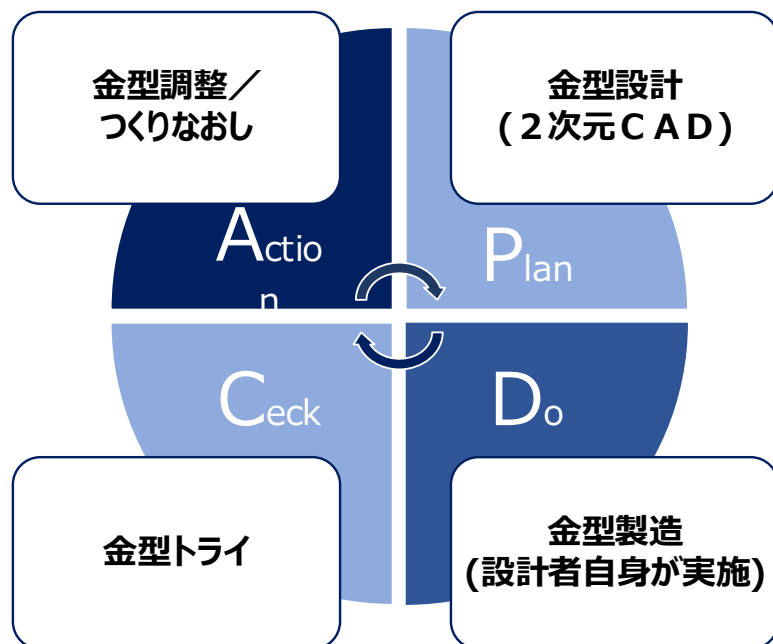 金型調整／
つくりなおし
金型設計
(２次元ＣＡＤ)
Actio
n
Plan
Ceck
Do
金型トライ
金型製造
(設計者自身が実施)